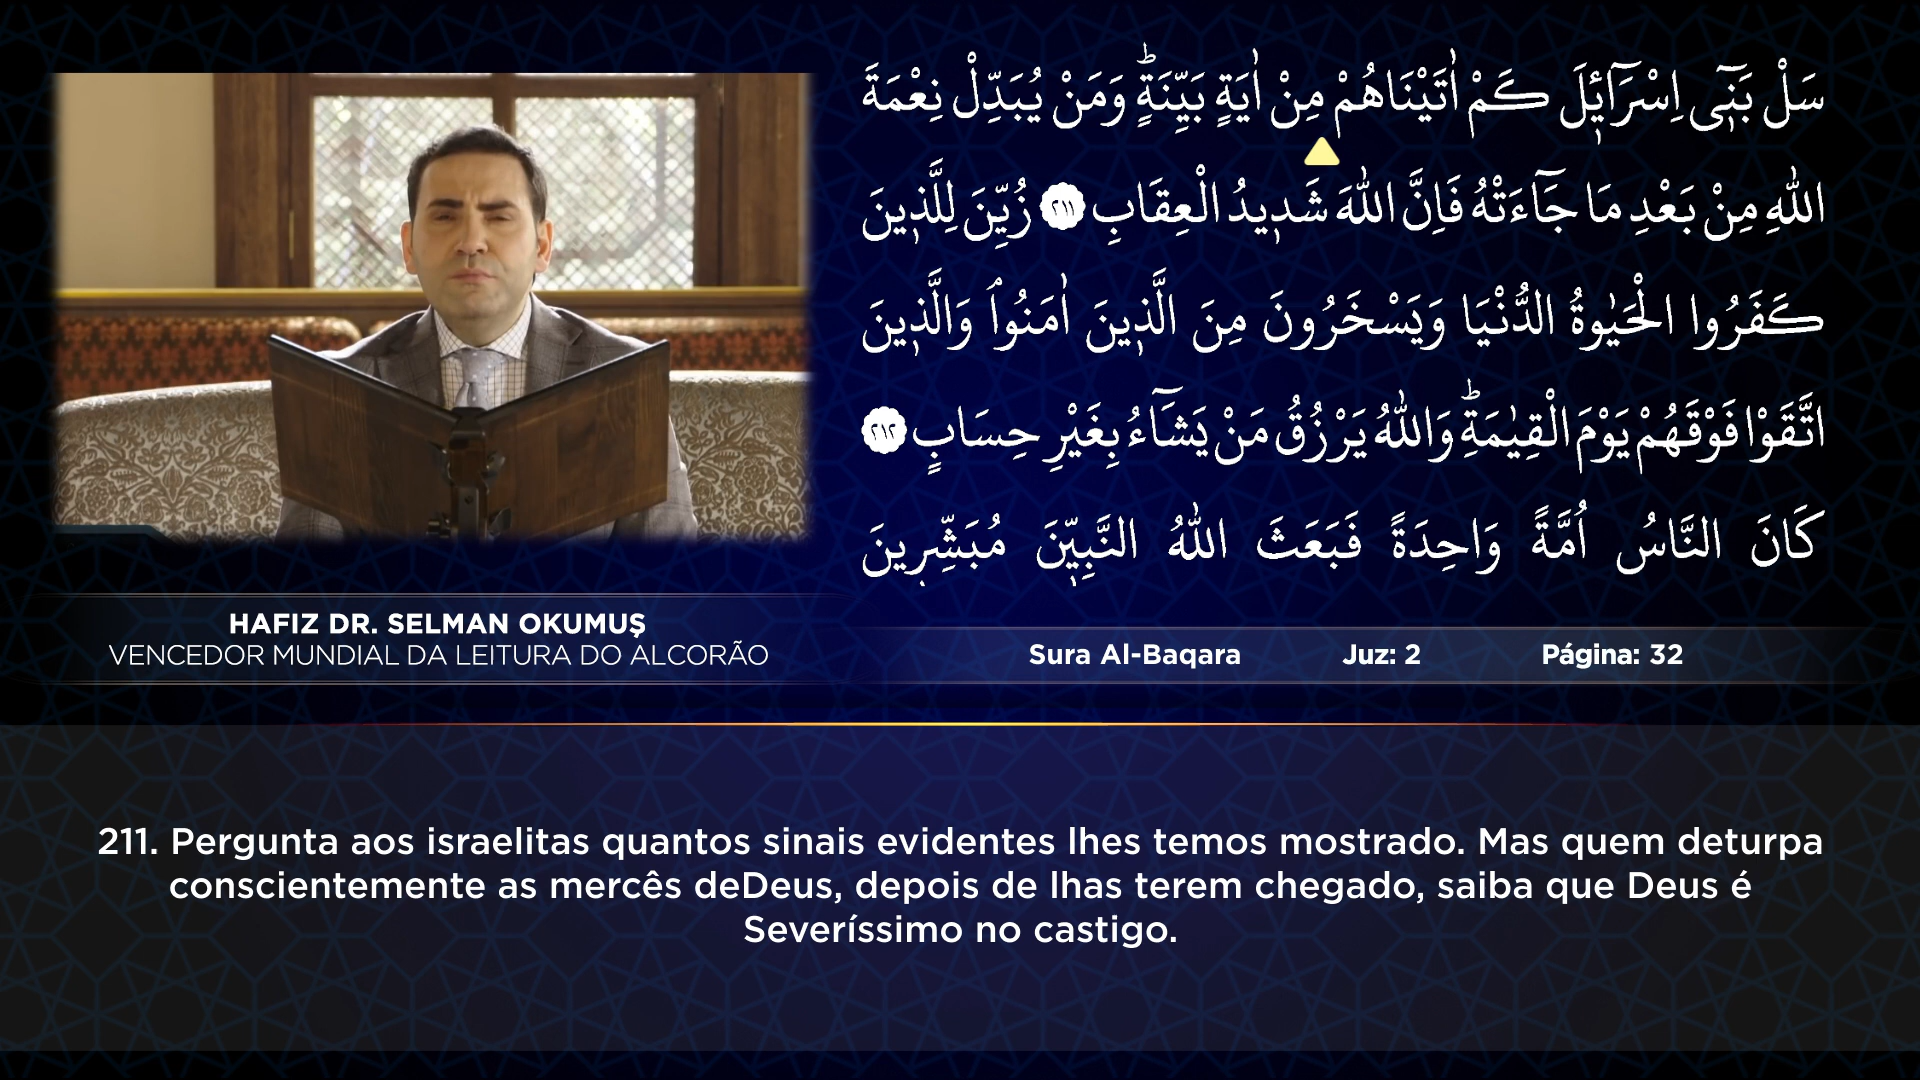 سَلْ بَنٖٓى اِسْرَآئٖلَ كَمْ اٰتَيْنَاهُمْ مِنْ اٰيَةٍ بَيِّنَةٍؕ وَمَنْ يُبَدِّلْ نِعْمَةَ
اللّٰهِ مِنْ بَعْدِ مَا جَٓاءَتْهُ فَاِنَّ اللّٰهَ شَدٖيدُ الْعِقَابِ ٢١١ زُيِّنَ لِلَّذٖينَ
كَفَرُوا الْحَيٰوةُ الدُّنْيَا وَيَسْخَرُونَ مِنَ الَّذٖينَ اٰمَنُواۢ وَالَّذٖينَ
اتَّقَوْا فَوْقَهُمْ يَوْمَ الْقِيٰمَةِؕ وَاللّٰهُ يَرْزُقُ مَنْ يَشَٓاءُ بِغَيْرِ حِسَابٍ ٢١٢
كَانَ النَّاسُ اُمَّةً وَاحِدَةً فَبَعَثَ اللّٰهُ النَّبِيّٖنَ مُبَشِّرٖينَ
HAFIZ DR. SELMAN OKUMUŞ
VENCEDOR MUNDIAL DA LEITURA DO ALCORÃO
Sura Al-Baqara Juz: 2 Página: 32
211. Pergunta aos israelitas quantos sinais evidentes lhes temos mostrado. Mas quem deturpa
conscientemente as mercês deDeus, depois de lhas terem chegado, saiba que Deus é
Severíssimo no castigo.